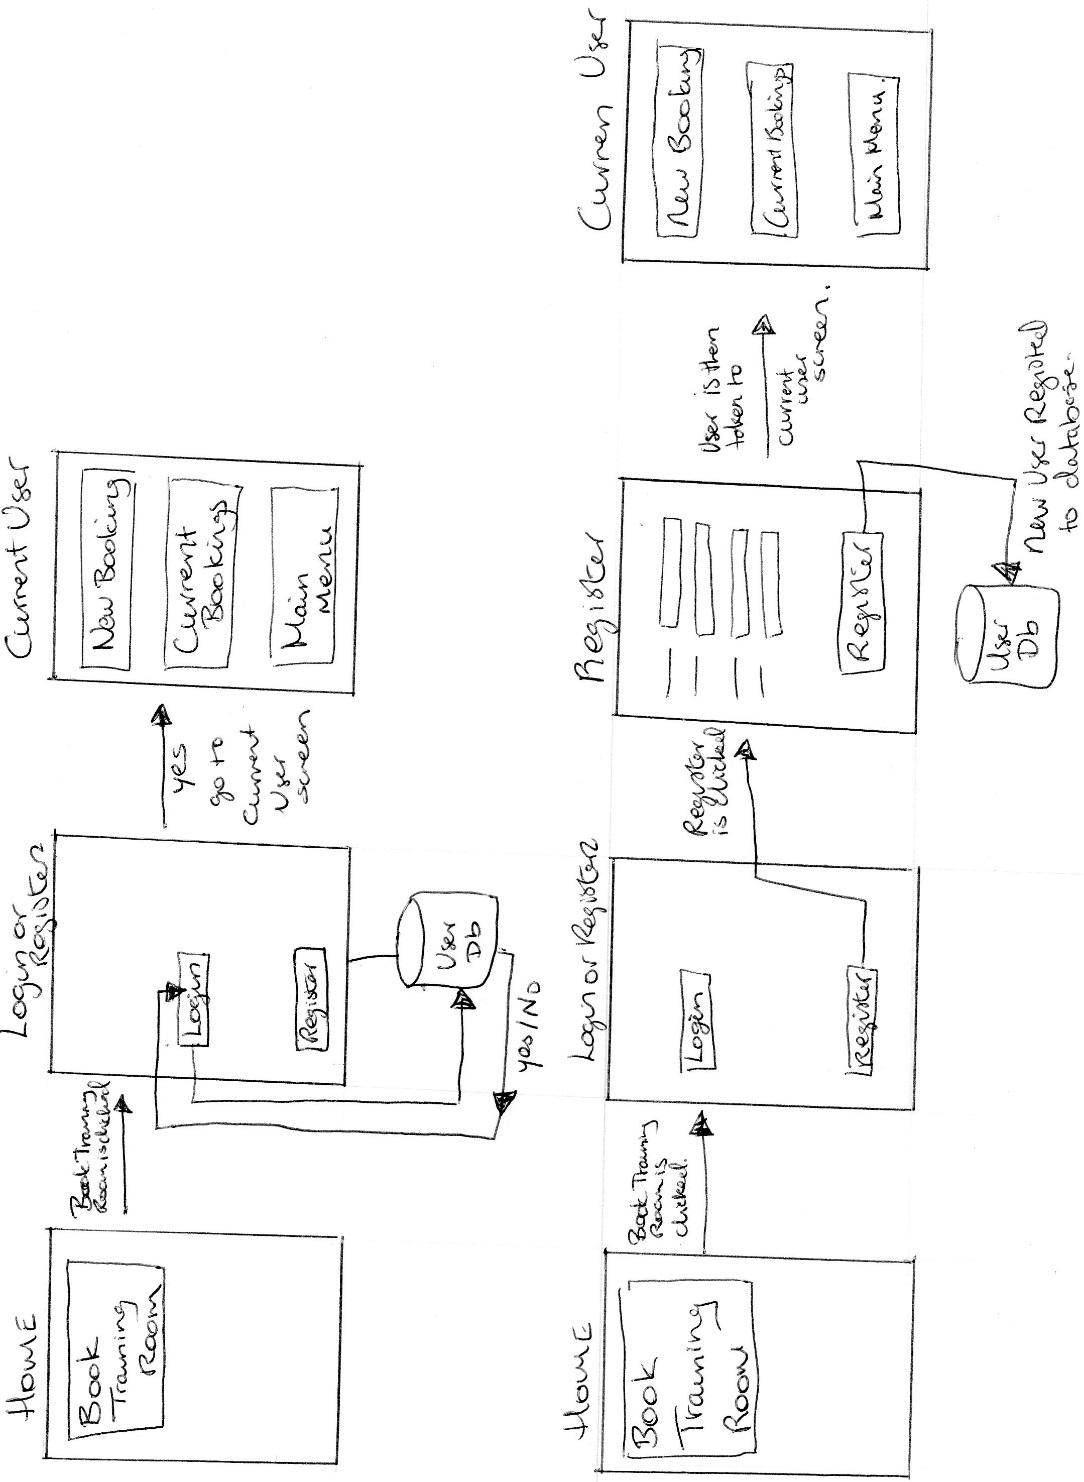 HOME
Book
Training
Room
Book Training
Room is clicked
Login or
Register
Login
Register
User
Db
yes/No
yes
go to
Current
User
screen
Current User
New Booking
Current
Bookings
Main
Menu
HOME
Book
Training
Room
Book Training
Room is
clicked.
Login or Register
Login
Register
Register
is clicked
Register
Register
User
Db
New User Registed
to database.
User is then
taken to
current
user
screen.
Current User
New Booking
Current Booking
Main Menu.